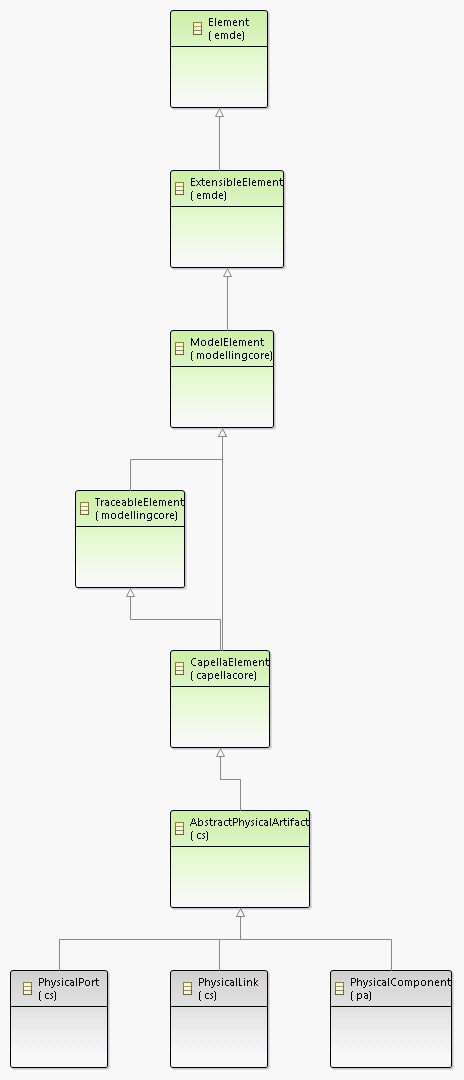 Element
( emde)
ExtensibleElement
( emde)
ModelElement
( modellingcore)
TraceableElement
( modellingcore)
CapellaElement
( capellacore)
AbstractPhysicalArtifact
( cs)
PhysicalPort
( cs)
PhysicalLink
( cs)
PhysicalComponent
( pa)